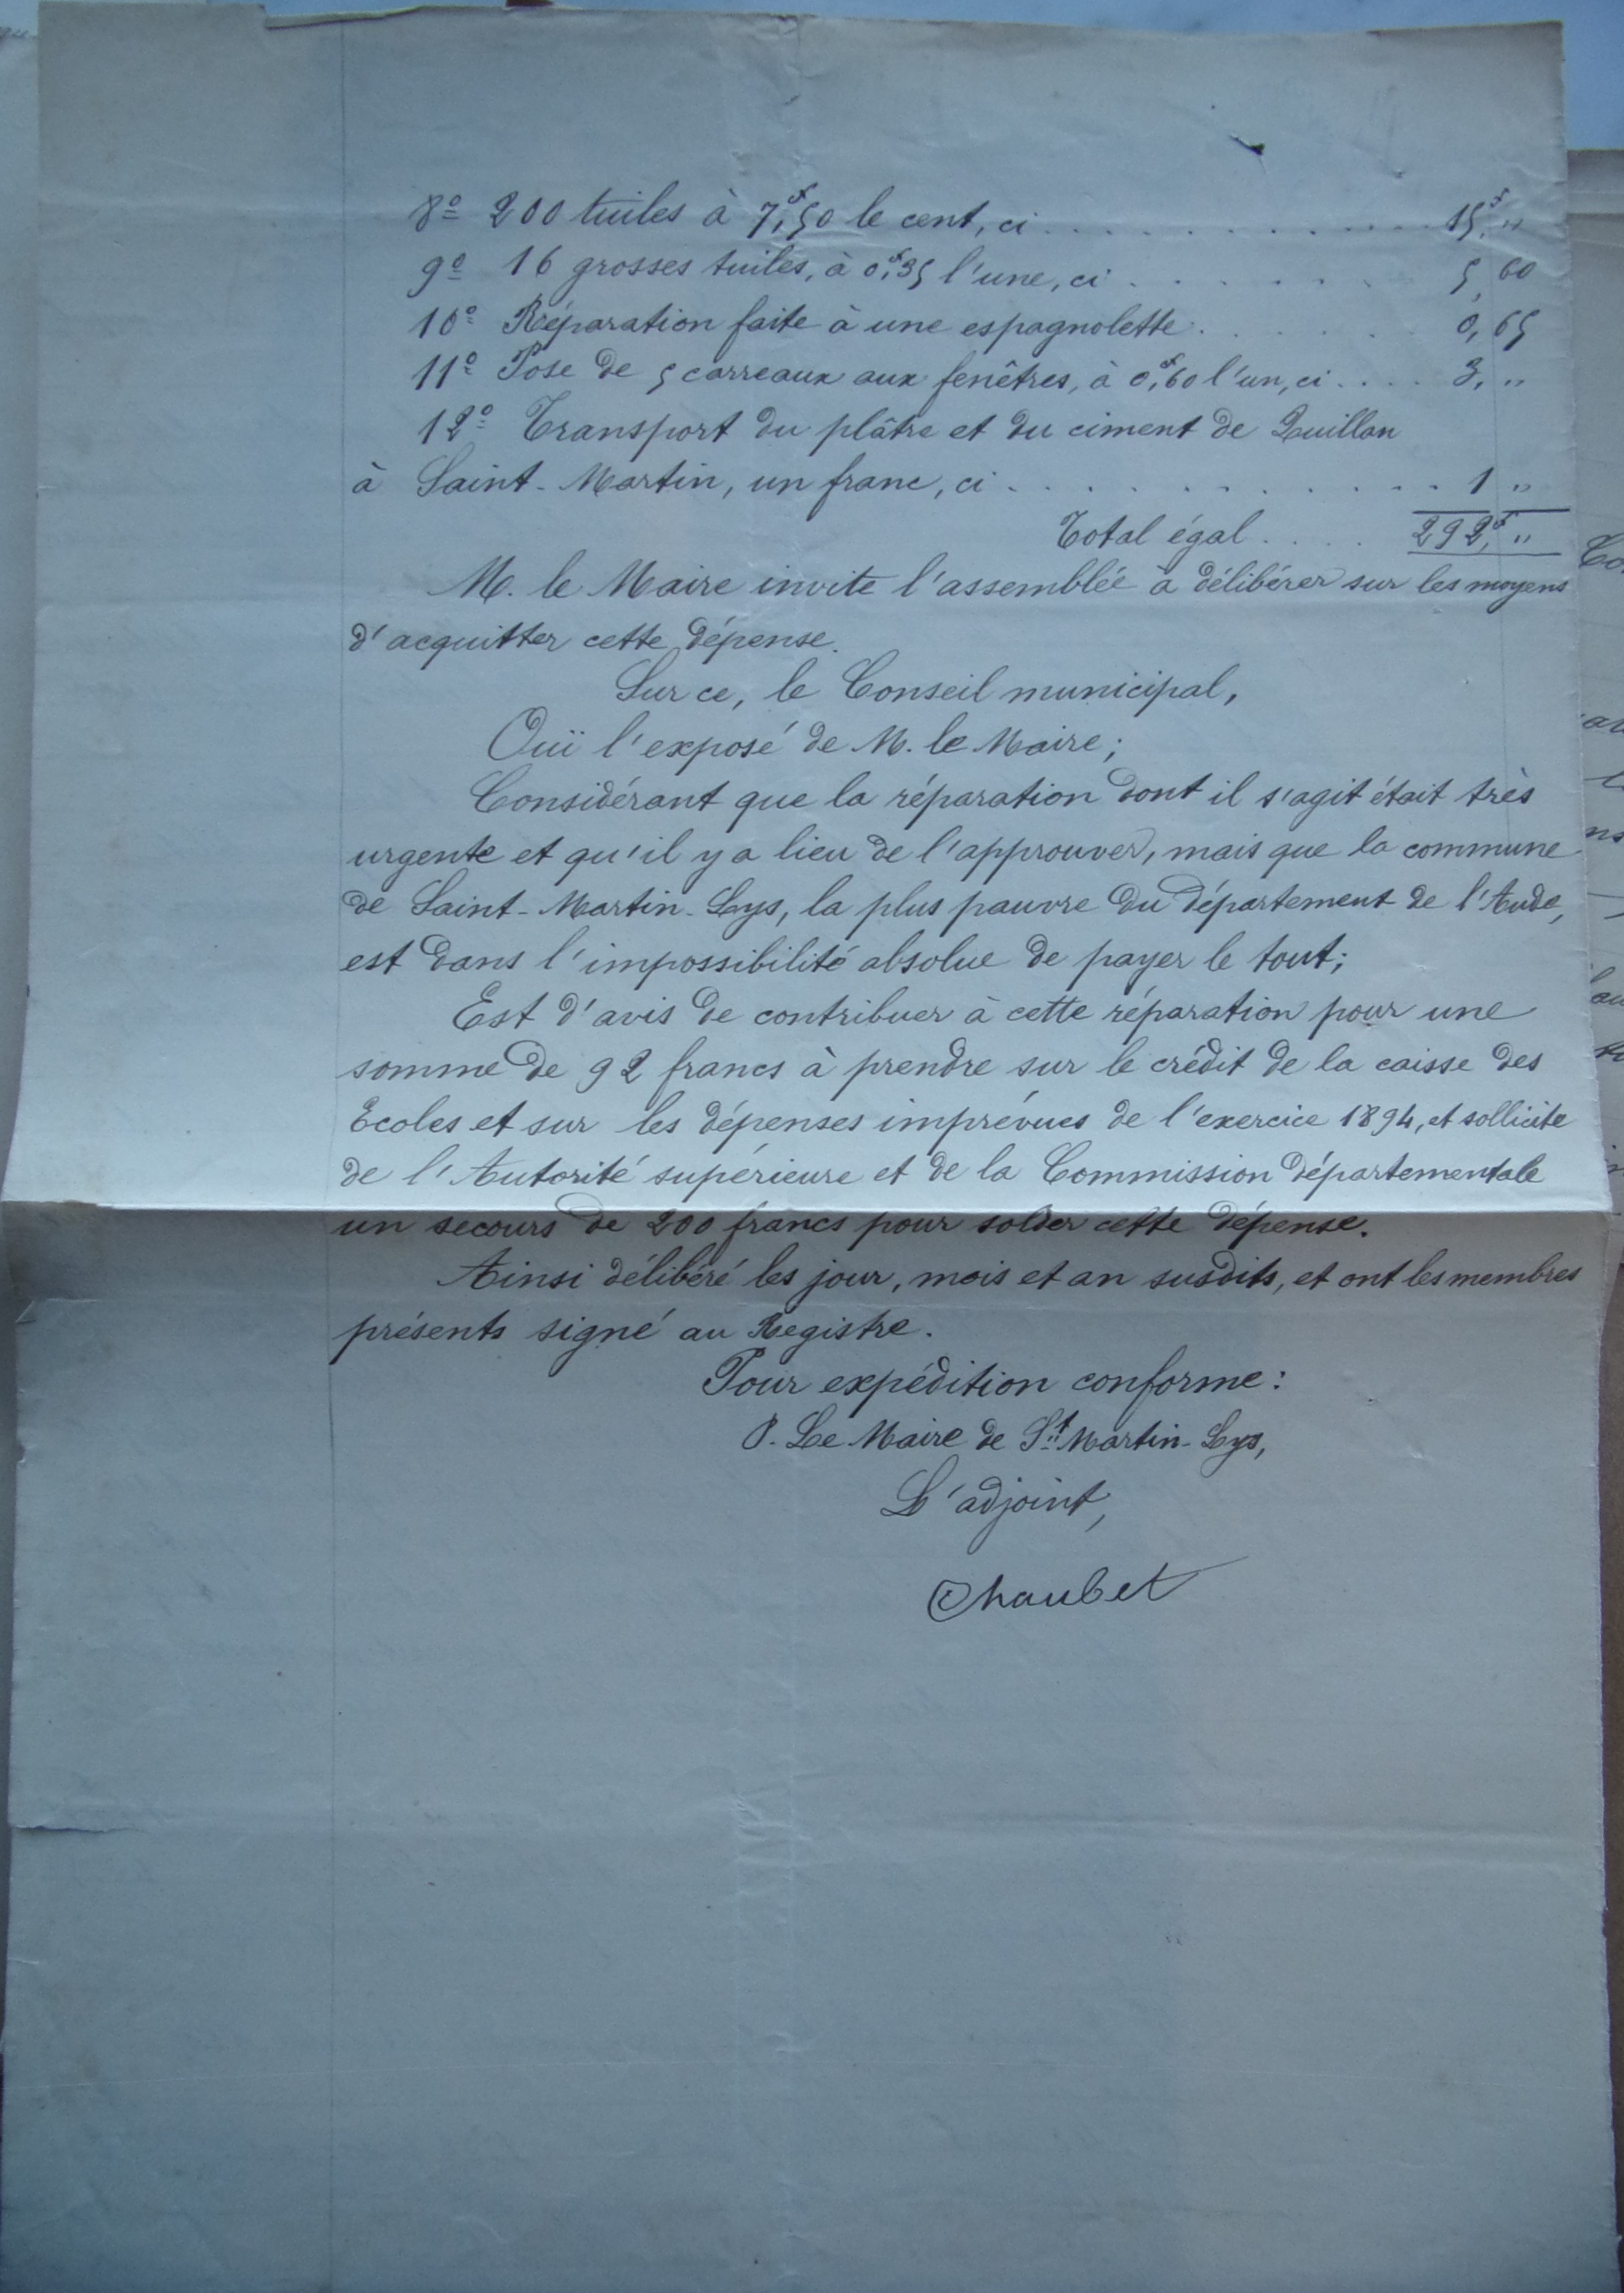 8º 200 tuiles à 7,f50 le cent, ci . . . . . . . . . . . . . . 15,f "
9º 16 grosses tuiles, à 0,f35 l'une, ci . . . . . . . 5,60
10º Réparation faite à une espagnolette . . . . . . . 0,65
11º Pose de 5 carreaux aux fenêtres, à 0,f60 l'un, ci . . . . 3, "
12º Transport du plâtre et du ciment de Quillan
à Saint-Martin, un franc, ci . . . . . . . . . . . . 1 "
Total égal . . . . 292,f "
M. le Maire invite l'assemblée à délibérer sur les moyens
d'acquitter cette dépense.
Sur ce, le Conseil municipal,
Ouï l'exposé de M. le Maire ;
Considérant que la réparation dont il s'agit était très
urgente et qu'il y a lieu de l'approuver, mais que la commune
de Saint-Martin-Lys, la plus pauvre du département de l'Aude,
est dans l'impossibilité absolue de payer le tout ;
Est d'avis de contribuer à cette réparation pour une
somme de 92 francs à prendre sur le crédit de la caisse des
Ecoles et sur les dépenses imprévues de l'exercice 1894, et sollicite
de l'Autorité supérieure et de la Commission départementale
un secours de 200 francs pour solder cette dépense.
Ainsi délibéré les jour, mois et an susdits, et ont les membres
présents signé au Registre.
Pour expédition conforme :
P. Le Maire de St Martin-Lys,
L'adjoint,
Chaubet